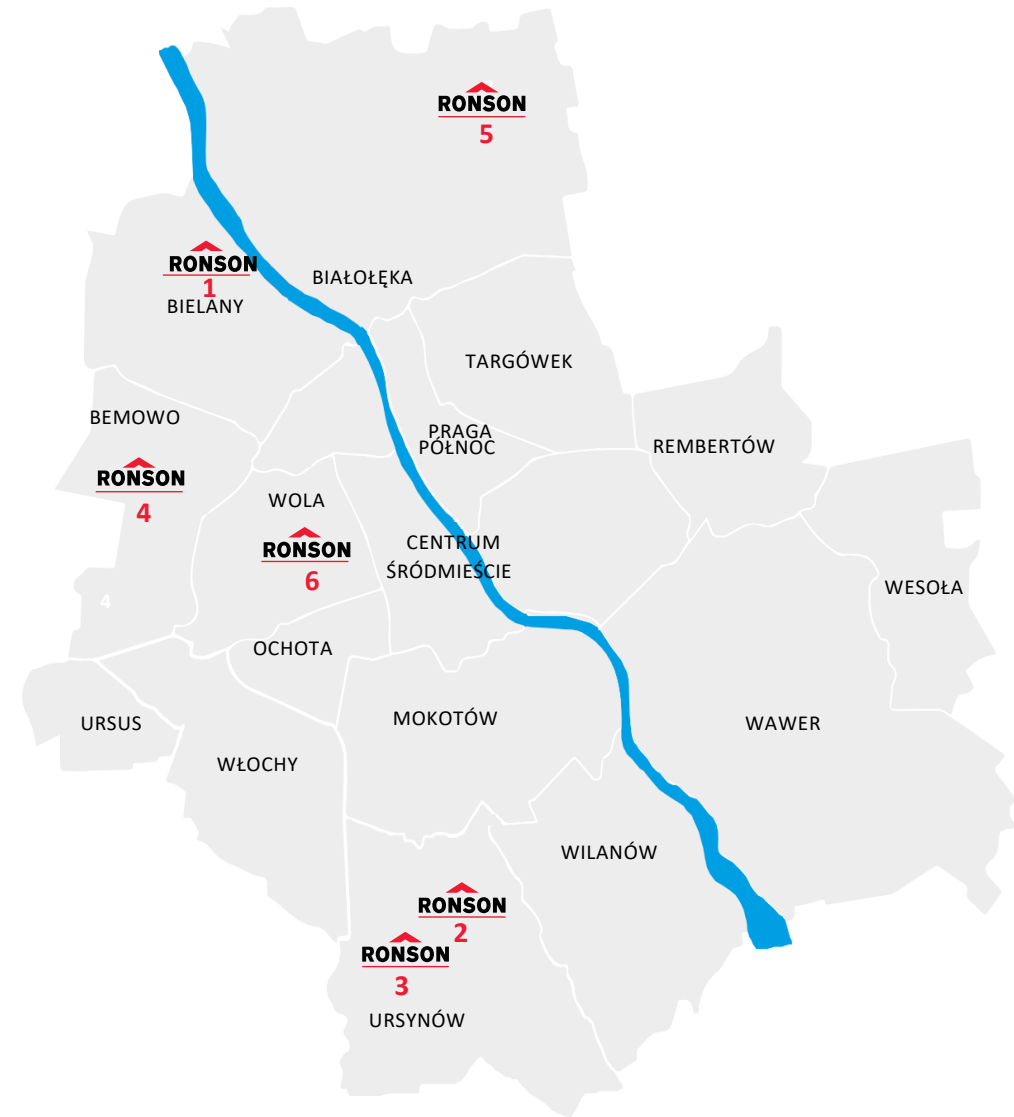 RONSON
5
RONSON
1
BIELANY
BIAŁOŁĘKA
TARGÓWEK
BEMOWO
PRAGA
PÓŁNOC
REMBERTÓW
RONSON
4
WOLA
RONSON
6
CENTRUM
ŚRÓDMIEŚCIE
WESOŁA
4
OCHOTA
URSUS
MOKOTÓW
WAWER
WŁOCHY
WILANÓW
RONSON
2
RONSON
3
URSYNÓW